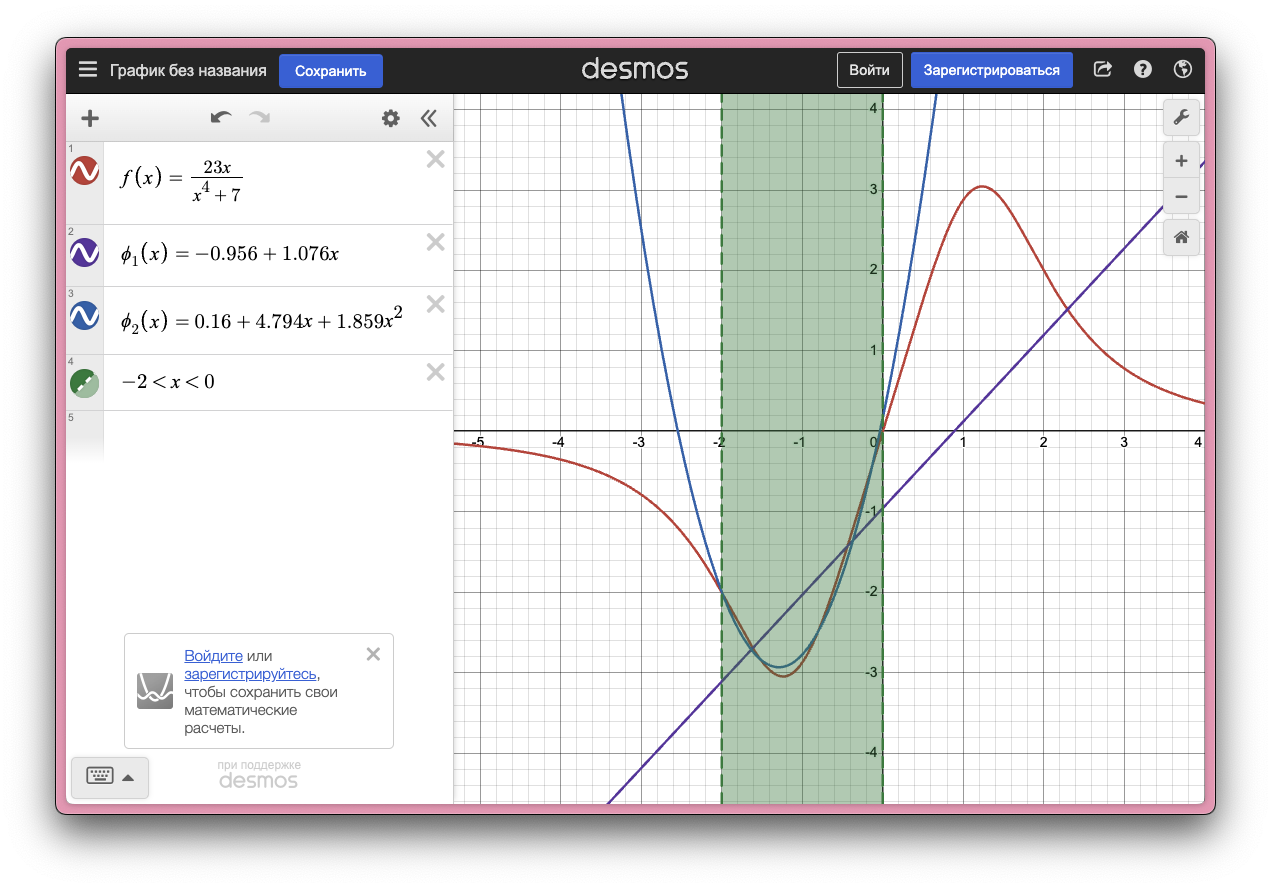 График без названия
Сохранить
desmos
Войти
Зарегистрироваться
1
f(x) = 23x / (x^4 + 7)
2
ϕ_1(x) = −0.956 + 1.076x
3
ϕ_2(x) = 0.16 + 4.794x + 1.859x^2
4
−2 < x < 0
5
Войдите или
зарегистрируйтесь,
чтобы сохранить свои
математические
расчеты.
при поддержке
desmos
4
3
2
1
-5 -4 -3 -2 -1 0 1 2 3 4
-1
-2
-3
-4